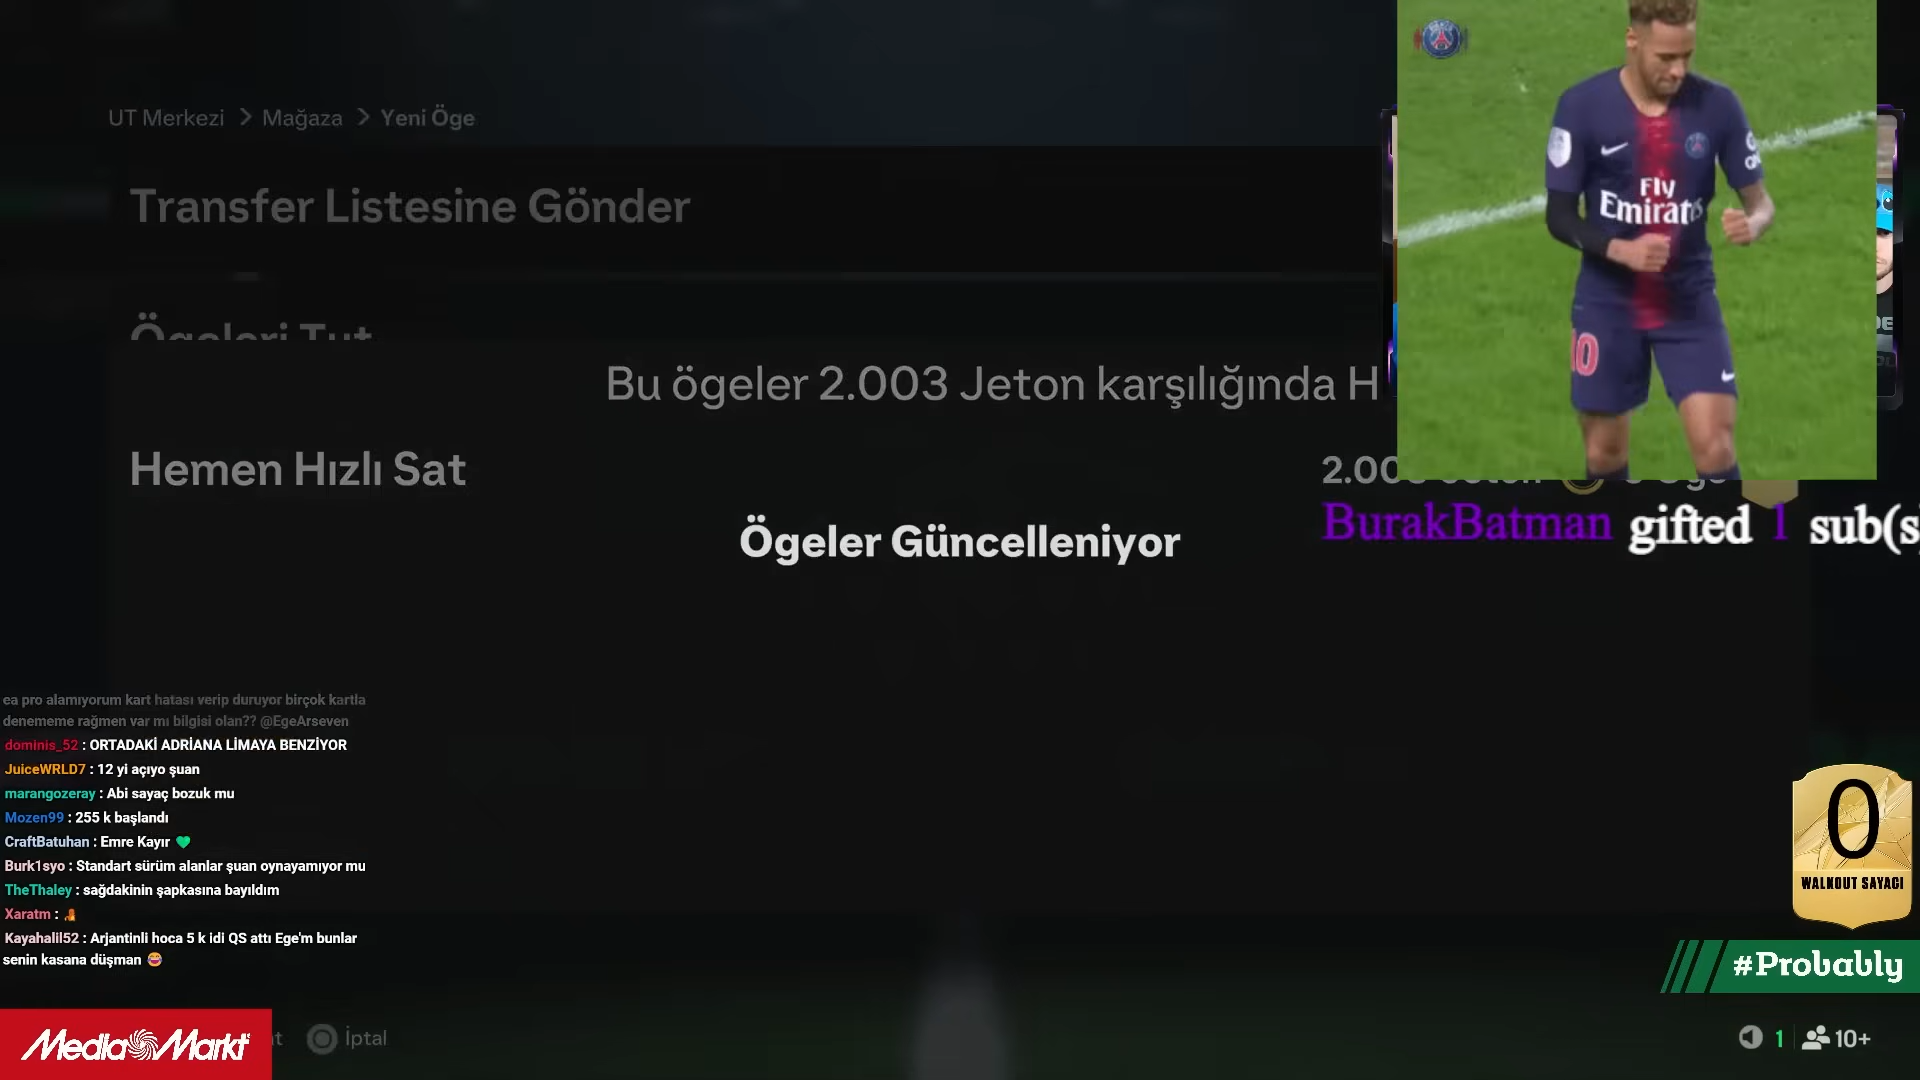 UT Merkezi > Mağaza > Yeni Öge
Transfer Listesine Gönder
Ögeleri Tut
Bu ögeler 2.003 Jeton karşılığında H
Hemen Hızlı Sat
Ögeler Güncelleniyor
Fly
Emirates
10
BurakBatman gifted 1 sub(s)
ea pro alamıyorum kart hatası verip duruyor birçok kartla
denememe rağmen var mı bilgisi olan?? @EgeArseven
dominis_52 : ORTADAKİ ADRİANA LİMAYA BENZİYOR
JuiceWRLD7 : 12 yi açıyo şuan
marangozeray : Abi sayaç bozuk mu
Mozen99 : 255 k başlandı
CraftBatuhan : Emre Kayır 💚
Burk1syo : Standart sürüm alanlar şuan oynayamıyor mu
TheThaley : sağdakinin şapkasına bayıldım
Xaratm :
Kayahalil52 : Arjantinli hoca 5 k idi QS attı Ege'm bunlar
senin kasana düşman 😂
0
WALKOUT SAYACI
#Probably
MediaMarkt
İptal
1
10+